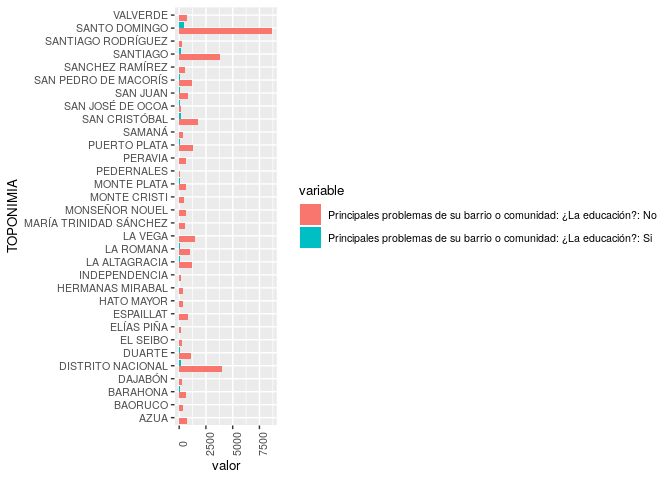 VALVERDE
SANTO DOMINGO
SANTIAGO RODRÍGUEZ
SANTIAGO
SANCHEZ RAMÍREZ
SAN PEDRO DE MACORÍS
SAN JUAN
SAN JOSÉ DE OCOA
SAN CRISTÓBAL
SAMANÁ
PUERTO PLATA
PERAVIA
PEDERNALES
MONTE PLATA
MONTE CRISTI
MONSEÑOR NOUEL
MARÍA TRINIDAD SÁNCHEZ
LA VEGA
LA ROMANA
LA ALTAGRACIA
INDEPENDENCIA
HERMANAS MIRABAL
HATO MAYOR
ESPAILLAT
ELÍAS PIÑA
EL SEIBO
DUARTE
DISTRITO NACIONAL
DAJABÓN
BARAHONA
BAORUCO
AZUA
TOPONIMIA
0
2500
5000
7500
valor
variable
Principales problemas de su barrio o comunidad: ¿La educación?: No
Principales problemas de su barrio o comunidad: ¿La educación?: Si